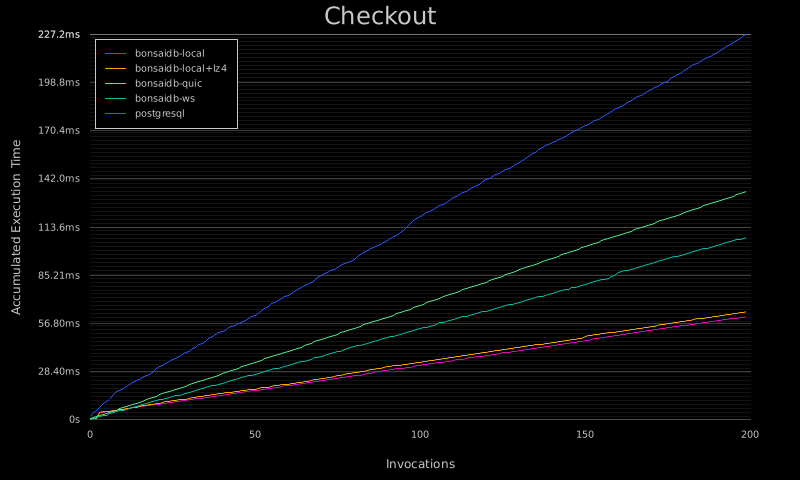 Checkout
227.2ms
198.8ms
170.4ms
142.0ms
113.6ms
85.21ms
56.80ms
28.40ms
0s
Accumulated Execution Time
bonsaidb-local
bonsaidb-local+lz4
bonsaidb-quic
bonsaidb-ws
postgresql
0 50 100 150 200
Invocations